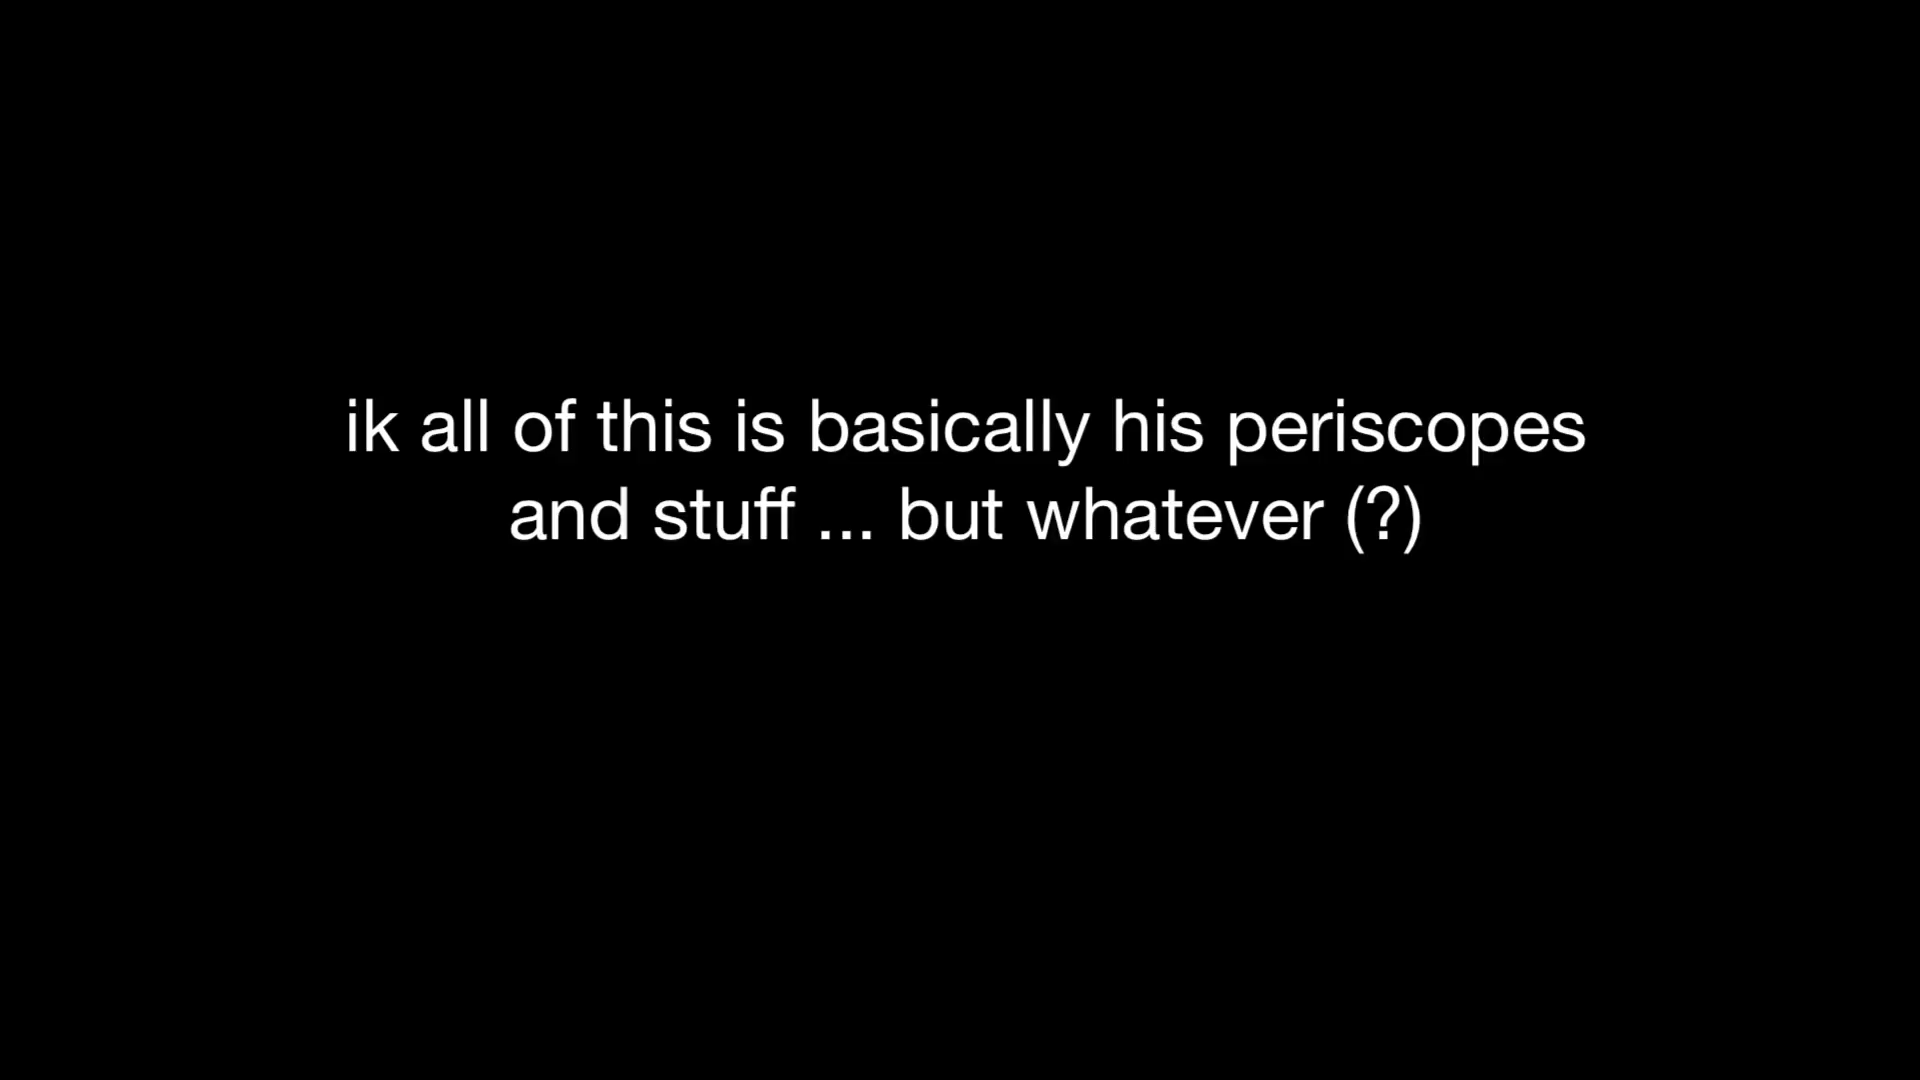 ik all of this is basically his periscopes
and stuff ... but whatever (?)